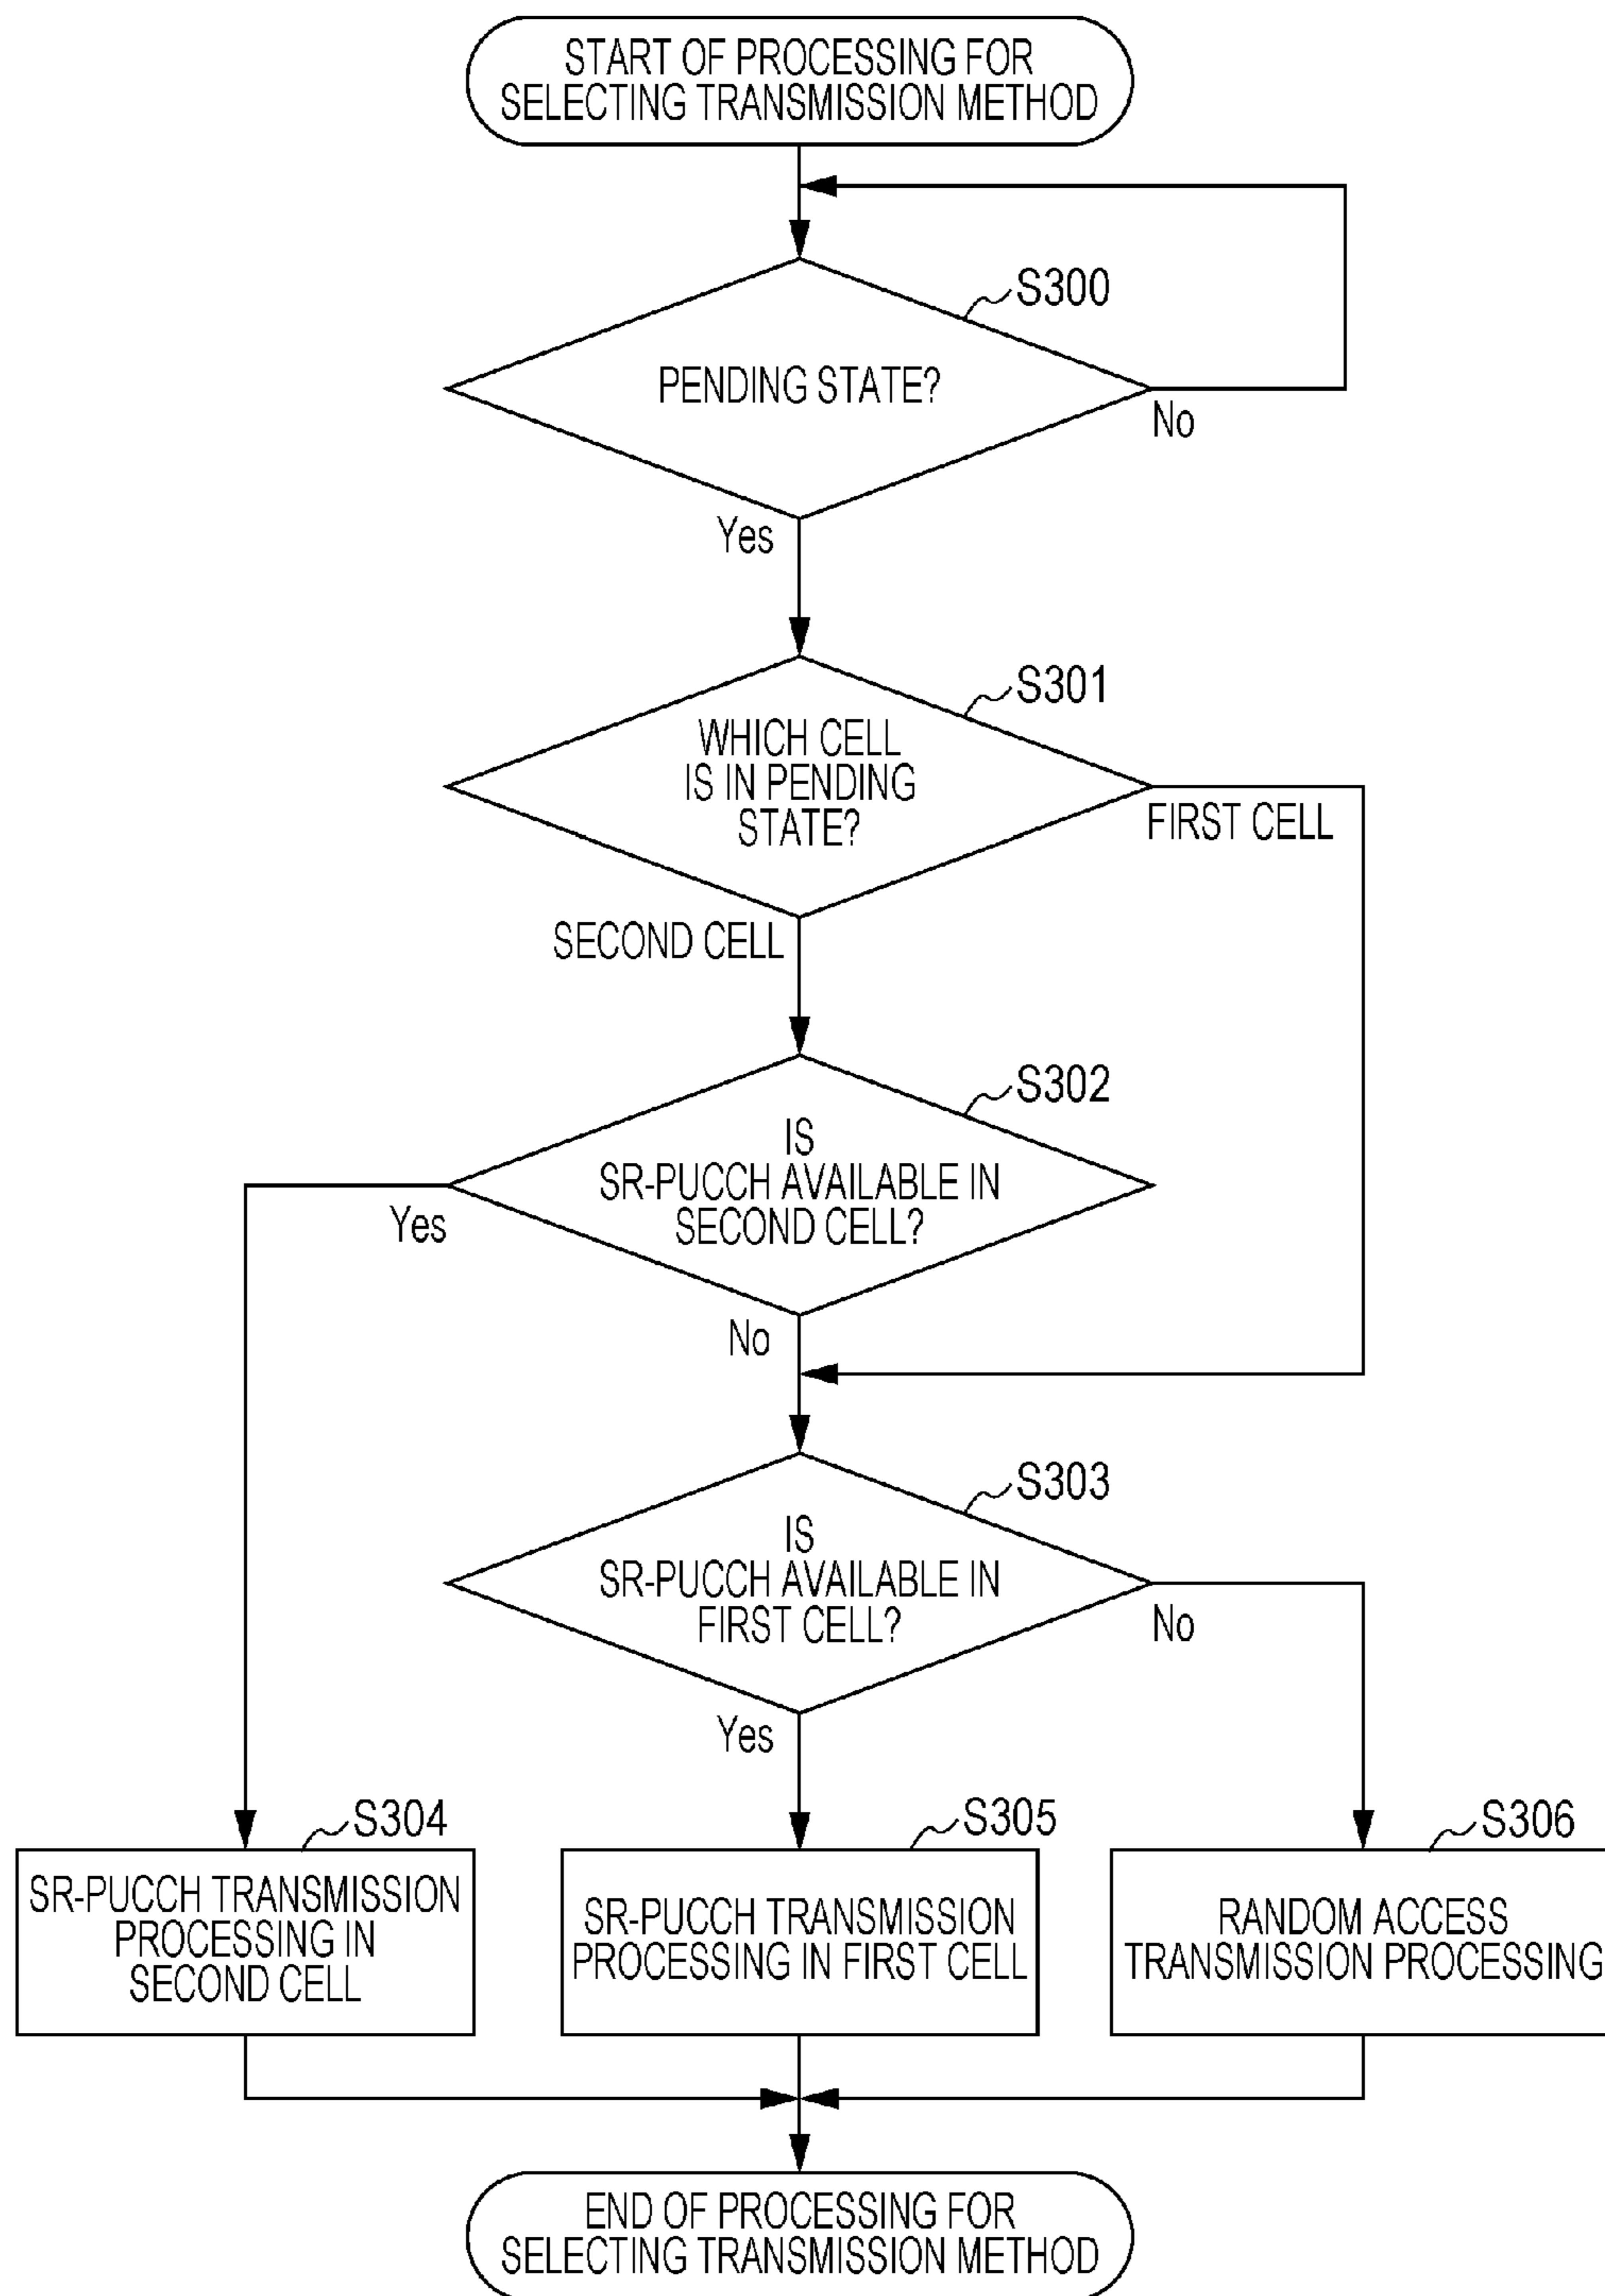 START OF PROCESSING FOR
SELECTING TRANSMISSION METHOD
S300
PENDING STATE?
No
Yes
S301
WHICH CELL
IS IN PENDING
STATE?
FIRST CELL
SECOND CELL
S302
IS
SR-PUCCH AVAILABLE IN
SECOND CELL?
Yes
No
S303
IS
SR-PUCCH AVAILABLE IN
FIRST CELL?
No
Yes
S304
SR-PUCCH TRANSMISSION
PROCESSING IN
SECOND CELL
S305
SR-PUCCH TRANSMISSION
PROCESSING IN FIRST CELL
S306
RANDOM ACCESS
TRANSMISSION PROCESSING
END OF PROCESSING FOR
SELECTING TRANSMISSION METHOD